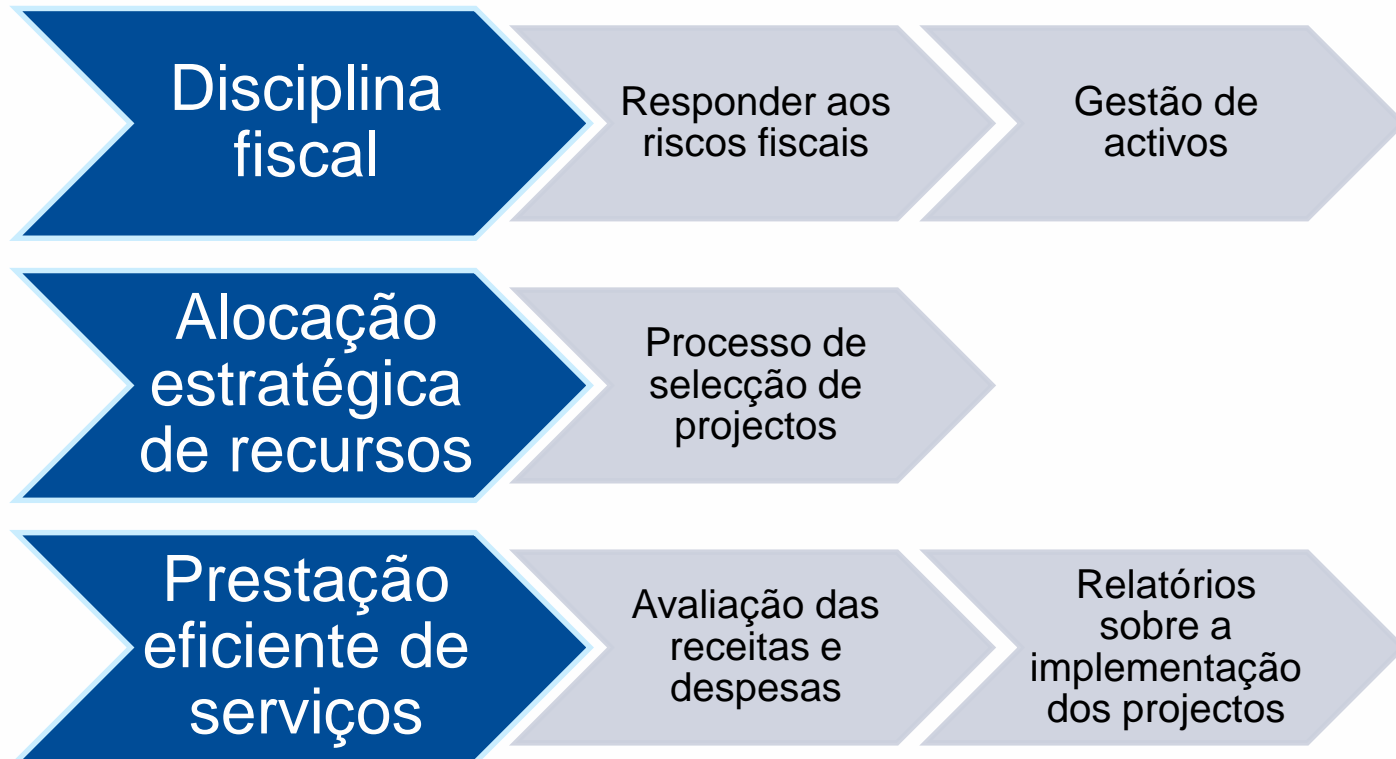 Disciplina
fiscal
Responder aos
riscos fiscais
Gestão de
activos
Alocação
estratégica
de recursos
Processo de
selecção de
projectos
Prestação
eficiente de
serviços
Avaliação das
receitas e
despesas
Relatórios
sobre a
implementação
dos projectos